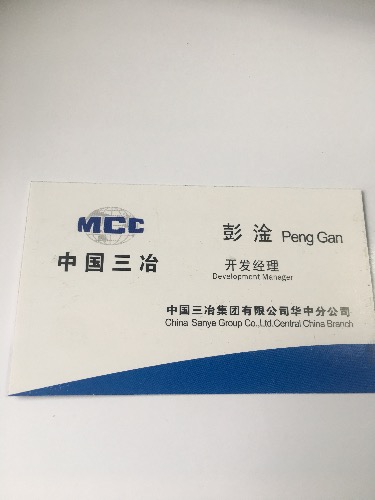 MCC
中国三冶
彭淦 Peng Gan
开发经理
Development Manager
中国三冶集团有限公司华中分公司
China Sanye Group Co.,Ltd.Central China Branch